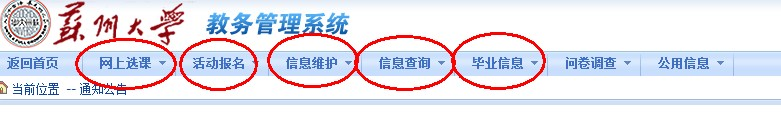 蘇州大學 教务管理系统
返回首页 网上选课 活动报名 信息维护 信息查询 毕业信息 问卷调查 公用信息
当前位置 -- 通知公告